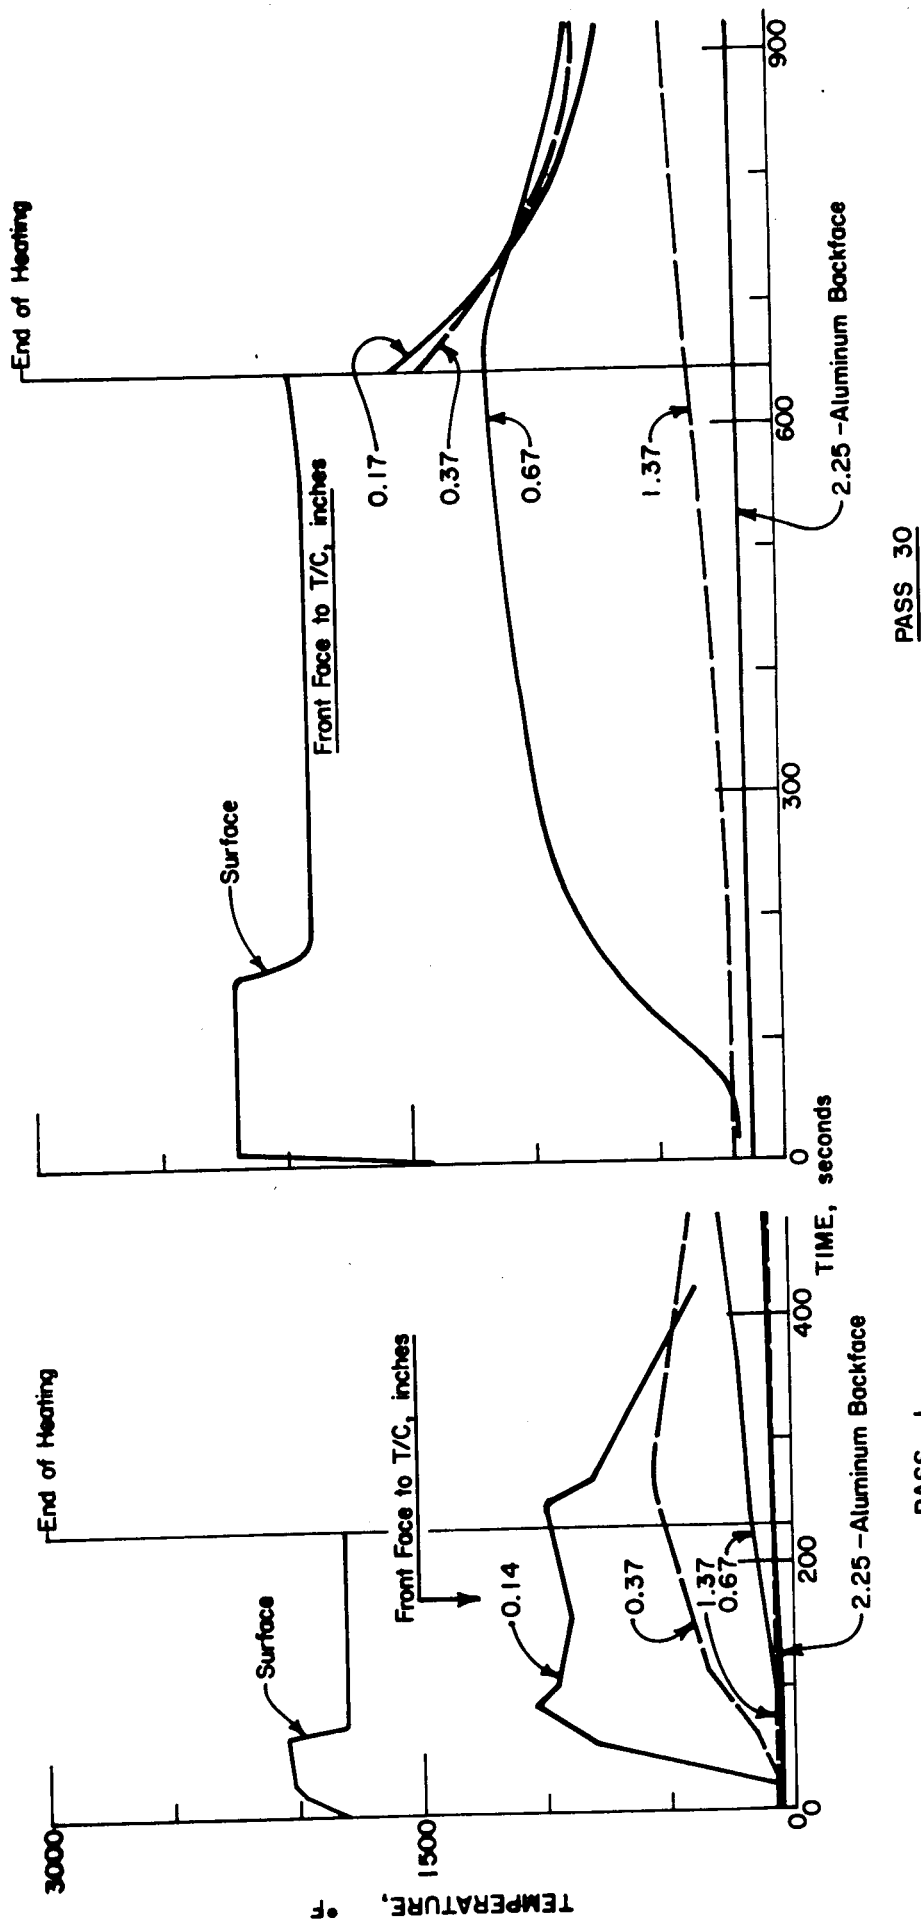 TEMPERATURE, °F
3000
1500
0
End of Heating
Surface
Front Face to T/C, inches
0.14
0.37
1.37
0.67
2.25 -Aluminum Backface
0
200
400
TIME, seconds
End of Heating
Surface
Front Face to T/C, inches
0.17
0.37
0.67
1.37
2.25 -Aluminum Backface
0
300
600
900
PASS 30